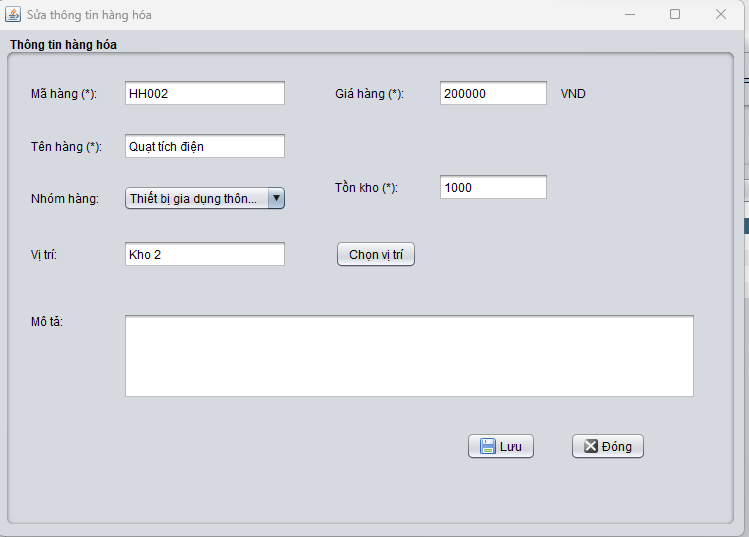 Sửa thông tin hàng hóa
Thông tin hàng hóa
Mã hàng (*): HH002 Giá hàng (*): 200000 VND
Tên hàng (*): Quạt tích điện
Nhóm hàng: Thiết bị gia dụng thôn... Tồn kho (*): 1000
Vị trí: Kho 2 Chọn vị trí
Mô tả:
Lưu Đóng